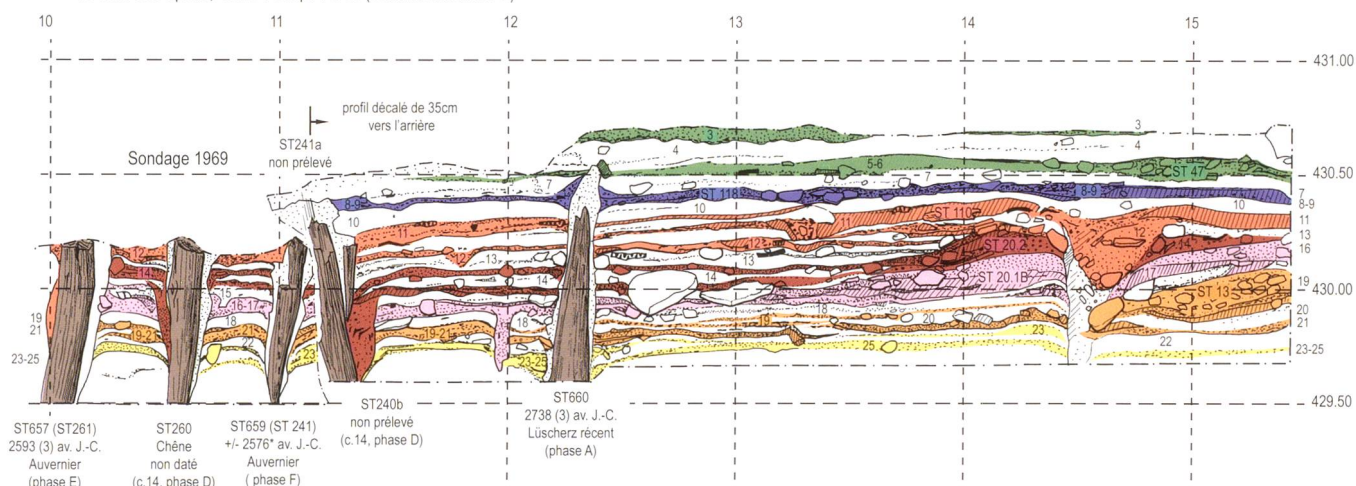 10 11 12 13 14 15
431.00
profil décalé de 35cm
vers l'arrière
ST241a
non prélevé
Sondage 1969
3 3
4 4
5-6
ST 47
430.50
7 7
8-9 ST 118 8-9 7
8-9
10 10 10
11 ST 110 11 11
12 12 12
13 13 13
14 14 ST 20.2 14 16
16-17 ST 20.1B 17
430.00
19
21
18 18 18
ST 13
19
20
21
21 19 20
22
23-25 23 23-25 25 23 22 23-25
429.50
ST657 (ST261)
2593 (3) av. J.-C.
Auvernier
(phase E)
ST260
Chêne
non daté
(c.14, phase D)
ST659 (ST 241)
+/- 2576* av. J.-C.
Auvernier
( phase F)
ST240b
non prélevé
(c.14, phase D)
ST660
2738 (3) av. J.-C.
Lüscherz récent
(phase A)